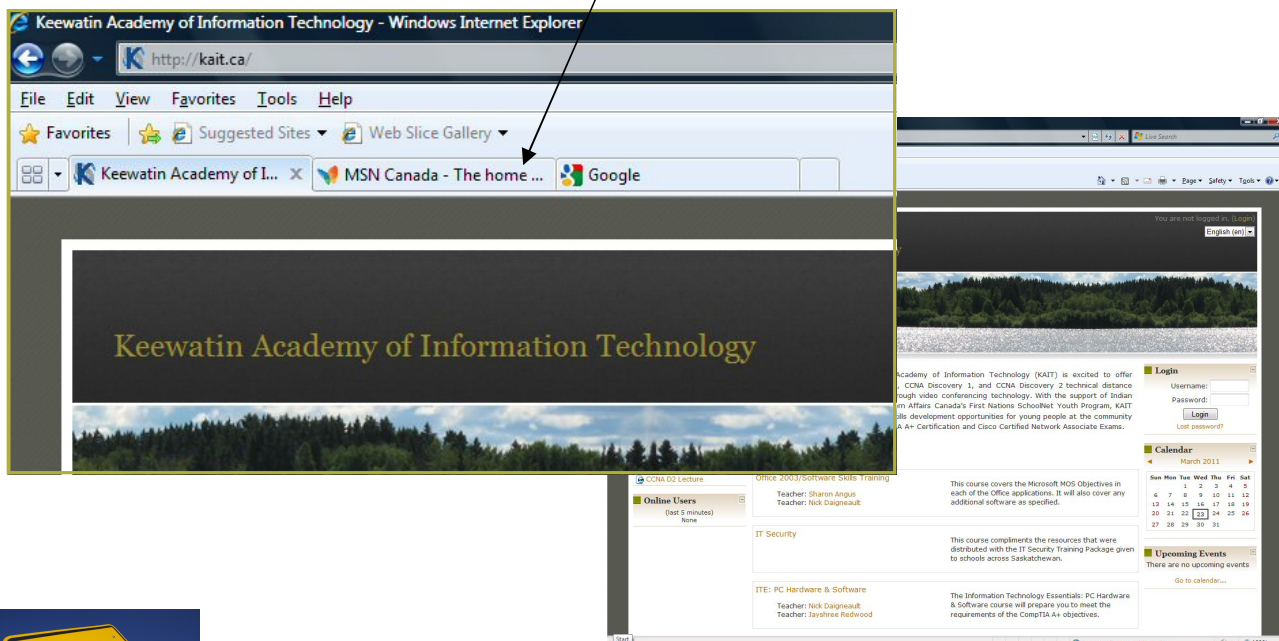 Keewatin Academy of Information Technology - Windows Internet Explorer
http://kait.ca/
File Edit View Favorites Tools Help
Favorites Suggested Sites Web Slice Gallery
Keewatin Academy of I... x MSN Canada - The home ... Google
Keewatin Academy of Information Technology
Live Search
Page Safety Tools
You are not logged in. (Login)
English (en)
Academy of Information Technology (KAIT) is excited to offer
, CCNA Discovery 1, and CCNA Discovery 2 technical distance
rough video conferencing technology. With the support of Indian
rn Affairs Canada's First Nations SchoolNet Youth Program, KAIT
ills development opportunities for young people at the community
A A+ Certification and Cisco Certified Network Associate Exams.
Login
Username:
Password:
Login
Lost password?
Calendar
March 2011
Sun Mon Tue Wed Thu Fri Sat
1 2 3 4 5
6 7 8 9 10 11 12
13 14 15 16 17 18 19
20 21 22 23 24 25 26
27 28 29 30 31
Upcoming Events
There are no upcoming events
Go to calendar...
CCNA D2 Lecture
Online Users
(last 5 minutes)
None
Office 2003/Software Skills Training
Teacher: Sharon Angus
Teacher: Nick Daigneault
This course covers the Microsoft MOS Objectives in
each of the Office applications. It will also cover any
additional software as specified.
IT Security
This course compliments the resources that were
distributed with the IT Security Training Package given
to schools across Saskatchewan.
ITE: PC Hardware & Software
Teacher: Nick Daigneault
Teacher: Jayshree Redwood
The Information Technology Essentials: PC Hardware
& Software course will prepare you to meet the
requirements of the CompTIA A+ objectives.
Start